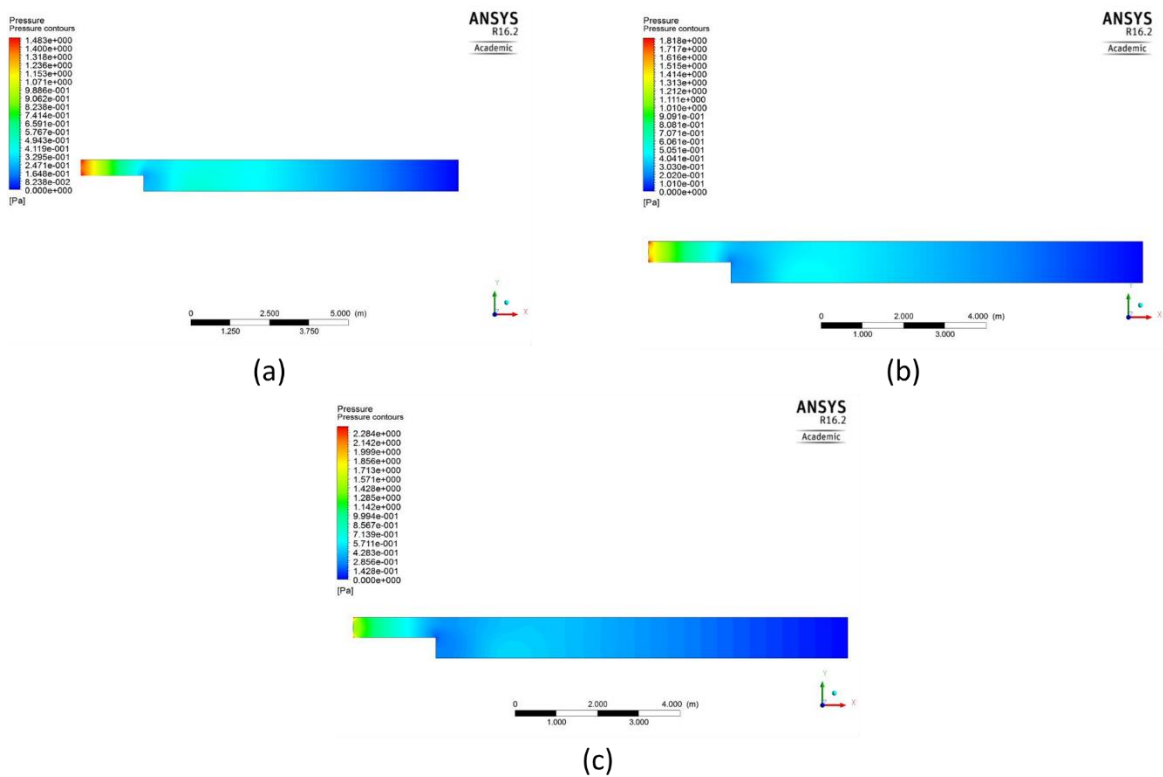 Pressure
Pressure contours
1.483e+000
1.400e+000
1.318e+000
1.236e+000
1.153e+000
1.071e+000
9.886e-001
9.062e-001
8.238e-001
7.414e-001
6.591e-001
5.767e-001
4.943e-001
4.119e-001
3.295e-001
2.471e-001
1.648e-001
8.238e-002
0.000e+000
[Pa]
ANSYS
R16.2
Academic
0 2.500 5.000 (m)
1.250 3.750
Y
X
(a)
Pressure
Pressure contours
1.818e+000
1.717e+000
1.616e+000
1.515e+000
1.414e+000
1.313e+000
1.212e+000
1.111e+000
1.010e+000
9.091e-001
8.081e-001
7.071e-001
6.061e-001
5.051e-001
4.041e-001
3.030e-001
2.020e-001
1.010e-001
0.000e+000
[Pa]
ANSYS
R16.2
Academic
0 2.000 4.000 (m)
1.000 3.000
X
(b)
Pressure
Pressure contours
2.284e+000
2.142e+000
1.999e+000
1.856e+000
1.713e+000
1.571e+000
1.428e+000
1.285e+000
1.142e+000
9.994e-001
8.567e-001
7.139e-001
5.711e-001
4.283e-001
2.856e-001
1.428e-001
0.000e+000
[Pa]
ANSYS
R16.2
Academic
0 2.000 4.000 (m)
1.000 3.000
Y
X
(c)